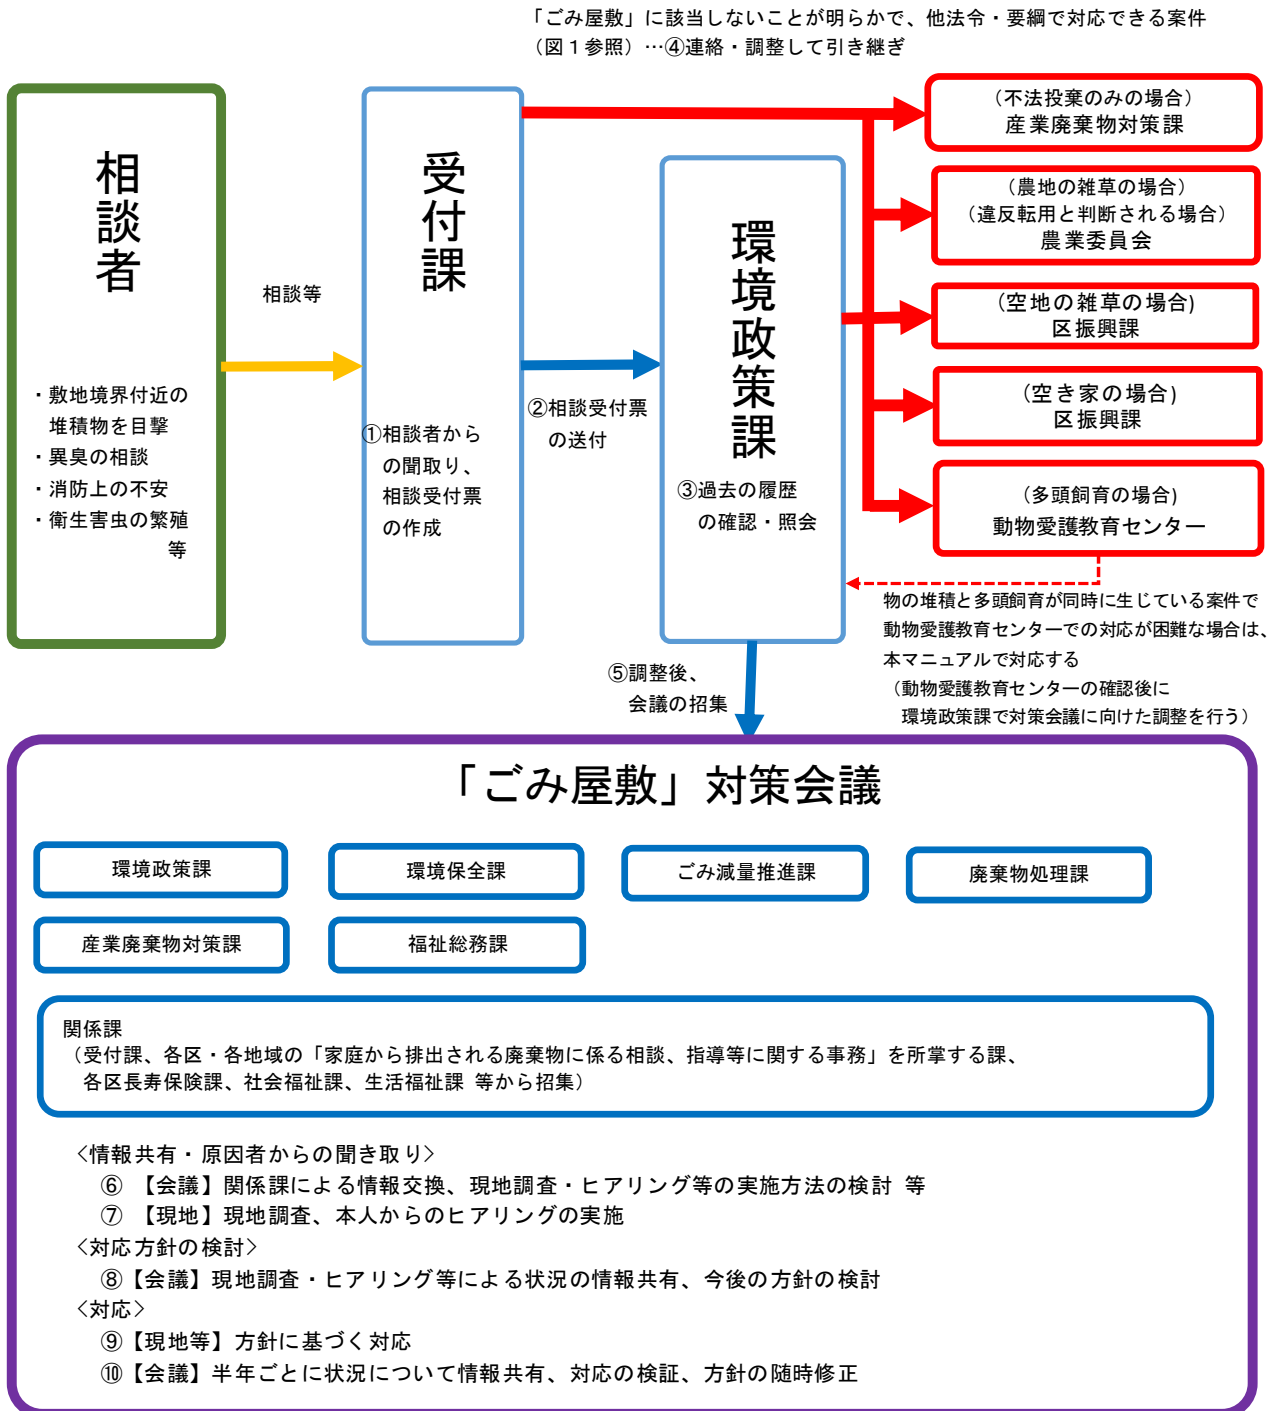 「ごみ屋敷」に該当しないことが明らかで、他法令・要綱で対応できる案件
（図１参照）…④連絡・調整して引き継ぎ
相談者
・敷地境界付近の
堆積物を目撃
・異臭の相談
・消防上の不安
・衛生害虫の繁殖
等
相談等
受付課
①相談者から
の聞取り、
相談受付票
の作成
②相談受付票
の送付
環境政策課
③過去の履歴
の確認・照会
（不法投棄のみの場合）
産業廃棄物対策課
（農地の雑草の場合）
（違反転用と判断される場合）
農業委員会
（空地の雑草の場合)
区振興課
（空き家の場合)
区振興課
（多頭飼育の場合)
動物愛護教育センター
物の堆積と多頭飼育が同時に生じている案件で
動物愛護教育センターでの対応が困難な場合は、
本マニュアルで対応する
（動物愛護教育センターの確認後に
環境政策課で対策会議に向けた調整を行う）
⑤調整後、
会議の招集
「ごみ屋敷」対策会議
環境政策課
環境保全課
ごみ減量推進課
廃棄物処理課
産業廃棄物対策課
福祉総務課
関係課
（受付課、各区・各地域の「家庭から排出される廃棄物に係る相談、指導等に関する事務」を所掌する課、
各区長寿保険課、社会福祉課、生活福祉課 等から招集）
<情報共有・原因者からの聞き取り>
⑥ 【会議】関係課による情報交換、現地調査・ヒアリング等の実施方法の検討 等
⑦ 【現地】現地調査、本人からのヒアリングの実施
<対応方針の検討>
⑧【会議】現地調査・ヒアリング等による状況の情報共有、今後の方針の検討
<対応>
⑨【現地等】方針に基づく対応
⑩【会議】半年ごとに状況について情報共有、対応の検証、方針の随時修正